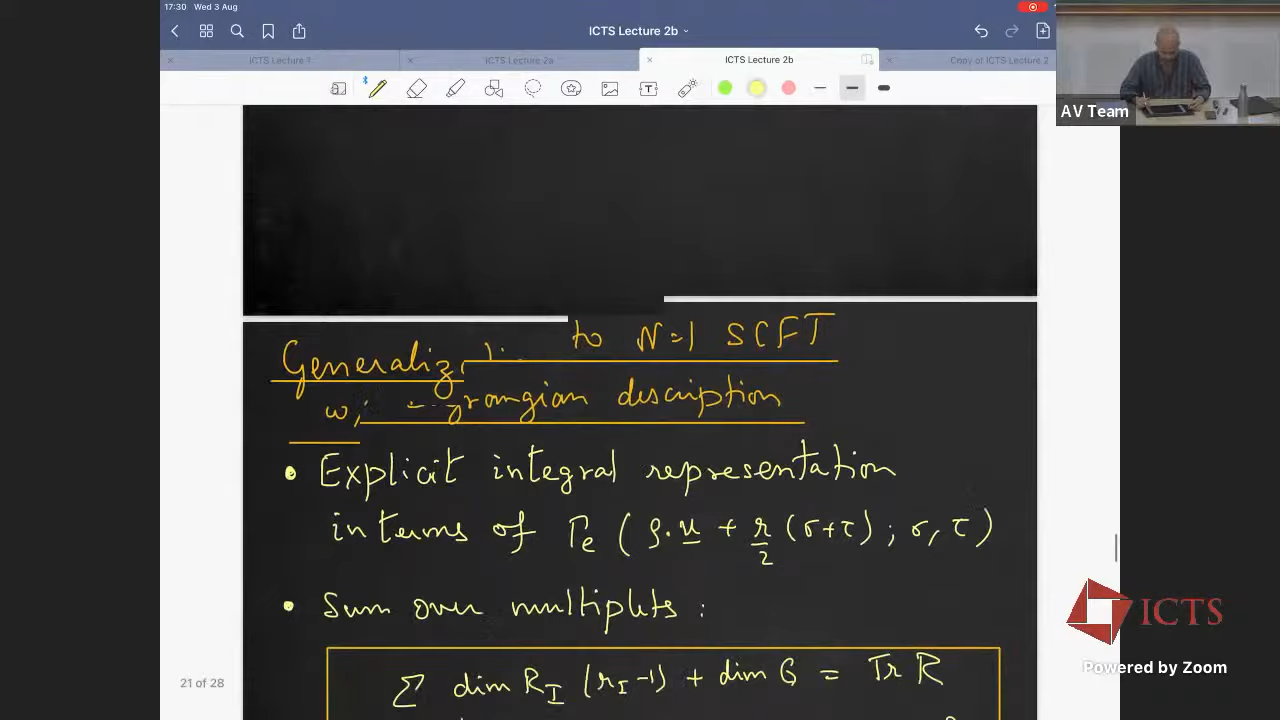 17:30 Wed 3 Aug
ICTS Lecture 2b
ICTS Lecture 1
ICTS Lecture 2a
ICTS Lecture 2b
Copy of ICTS Lecture 2
AV Team
to N=1 SCFT
Generaliz
w/ grangian description
• Explicit integral representation
in terms of Γe ( ρ.u + r/2 (σ+τ) ; σ, τ )
• Sum over multiplets :
Σ dim R_I (r_I -1) + dim G = Tr R
21 of 28
ICTS
Powered by Zoom